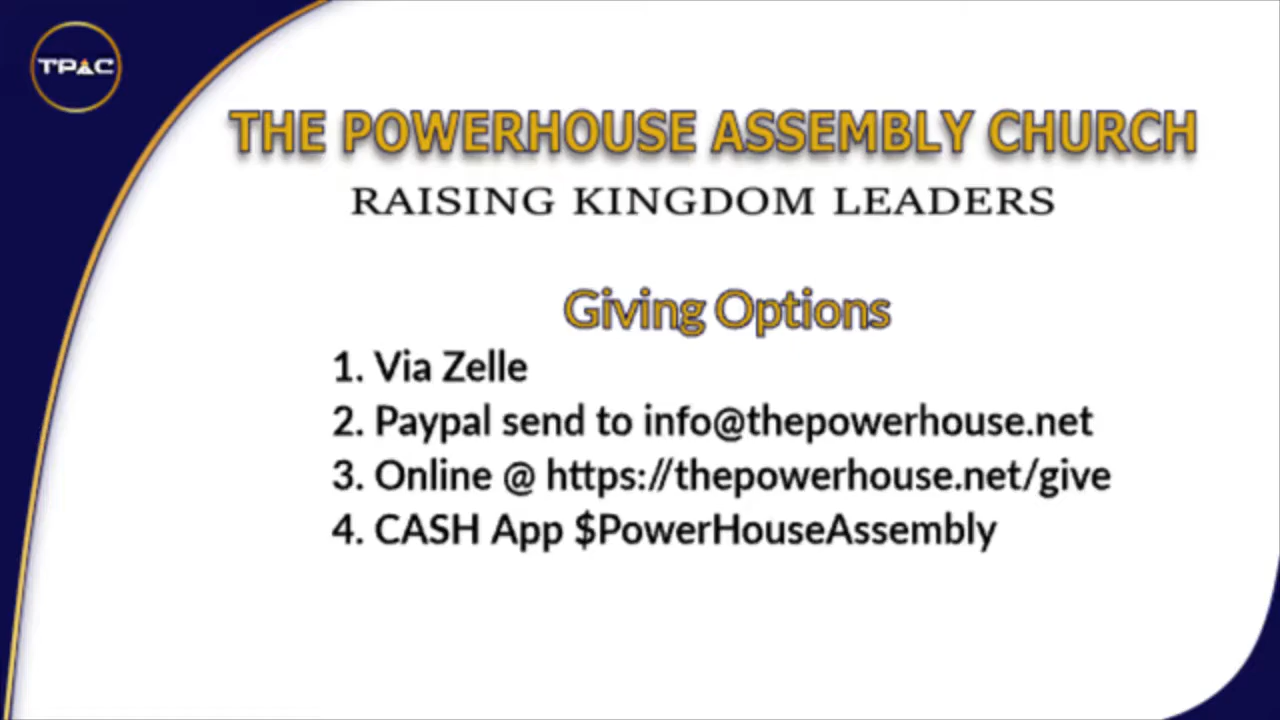 TPAC
THE POWERHOUSE ASSEMBLY CHURCH
RAISING KINGDOM LEADERS
Giving Options
1. Via Zelle
2. Paypal send to info@thepowerhouse.net
3. Online @ https://thepowerhouse.net/give
4. CASH App $PowerHouseAssembly